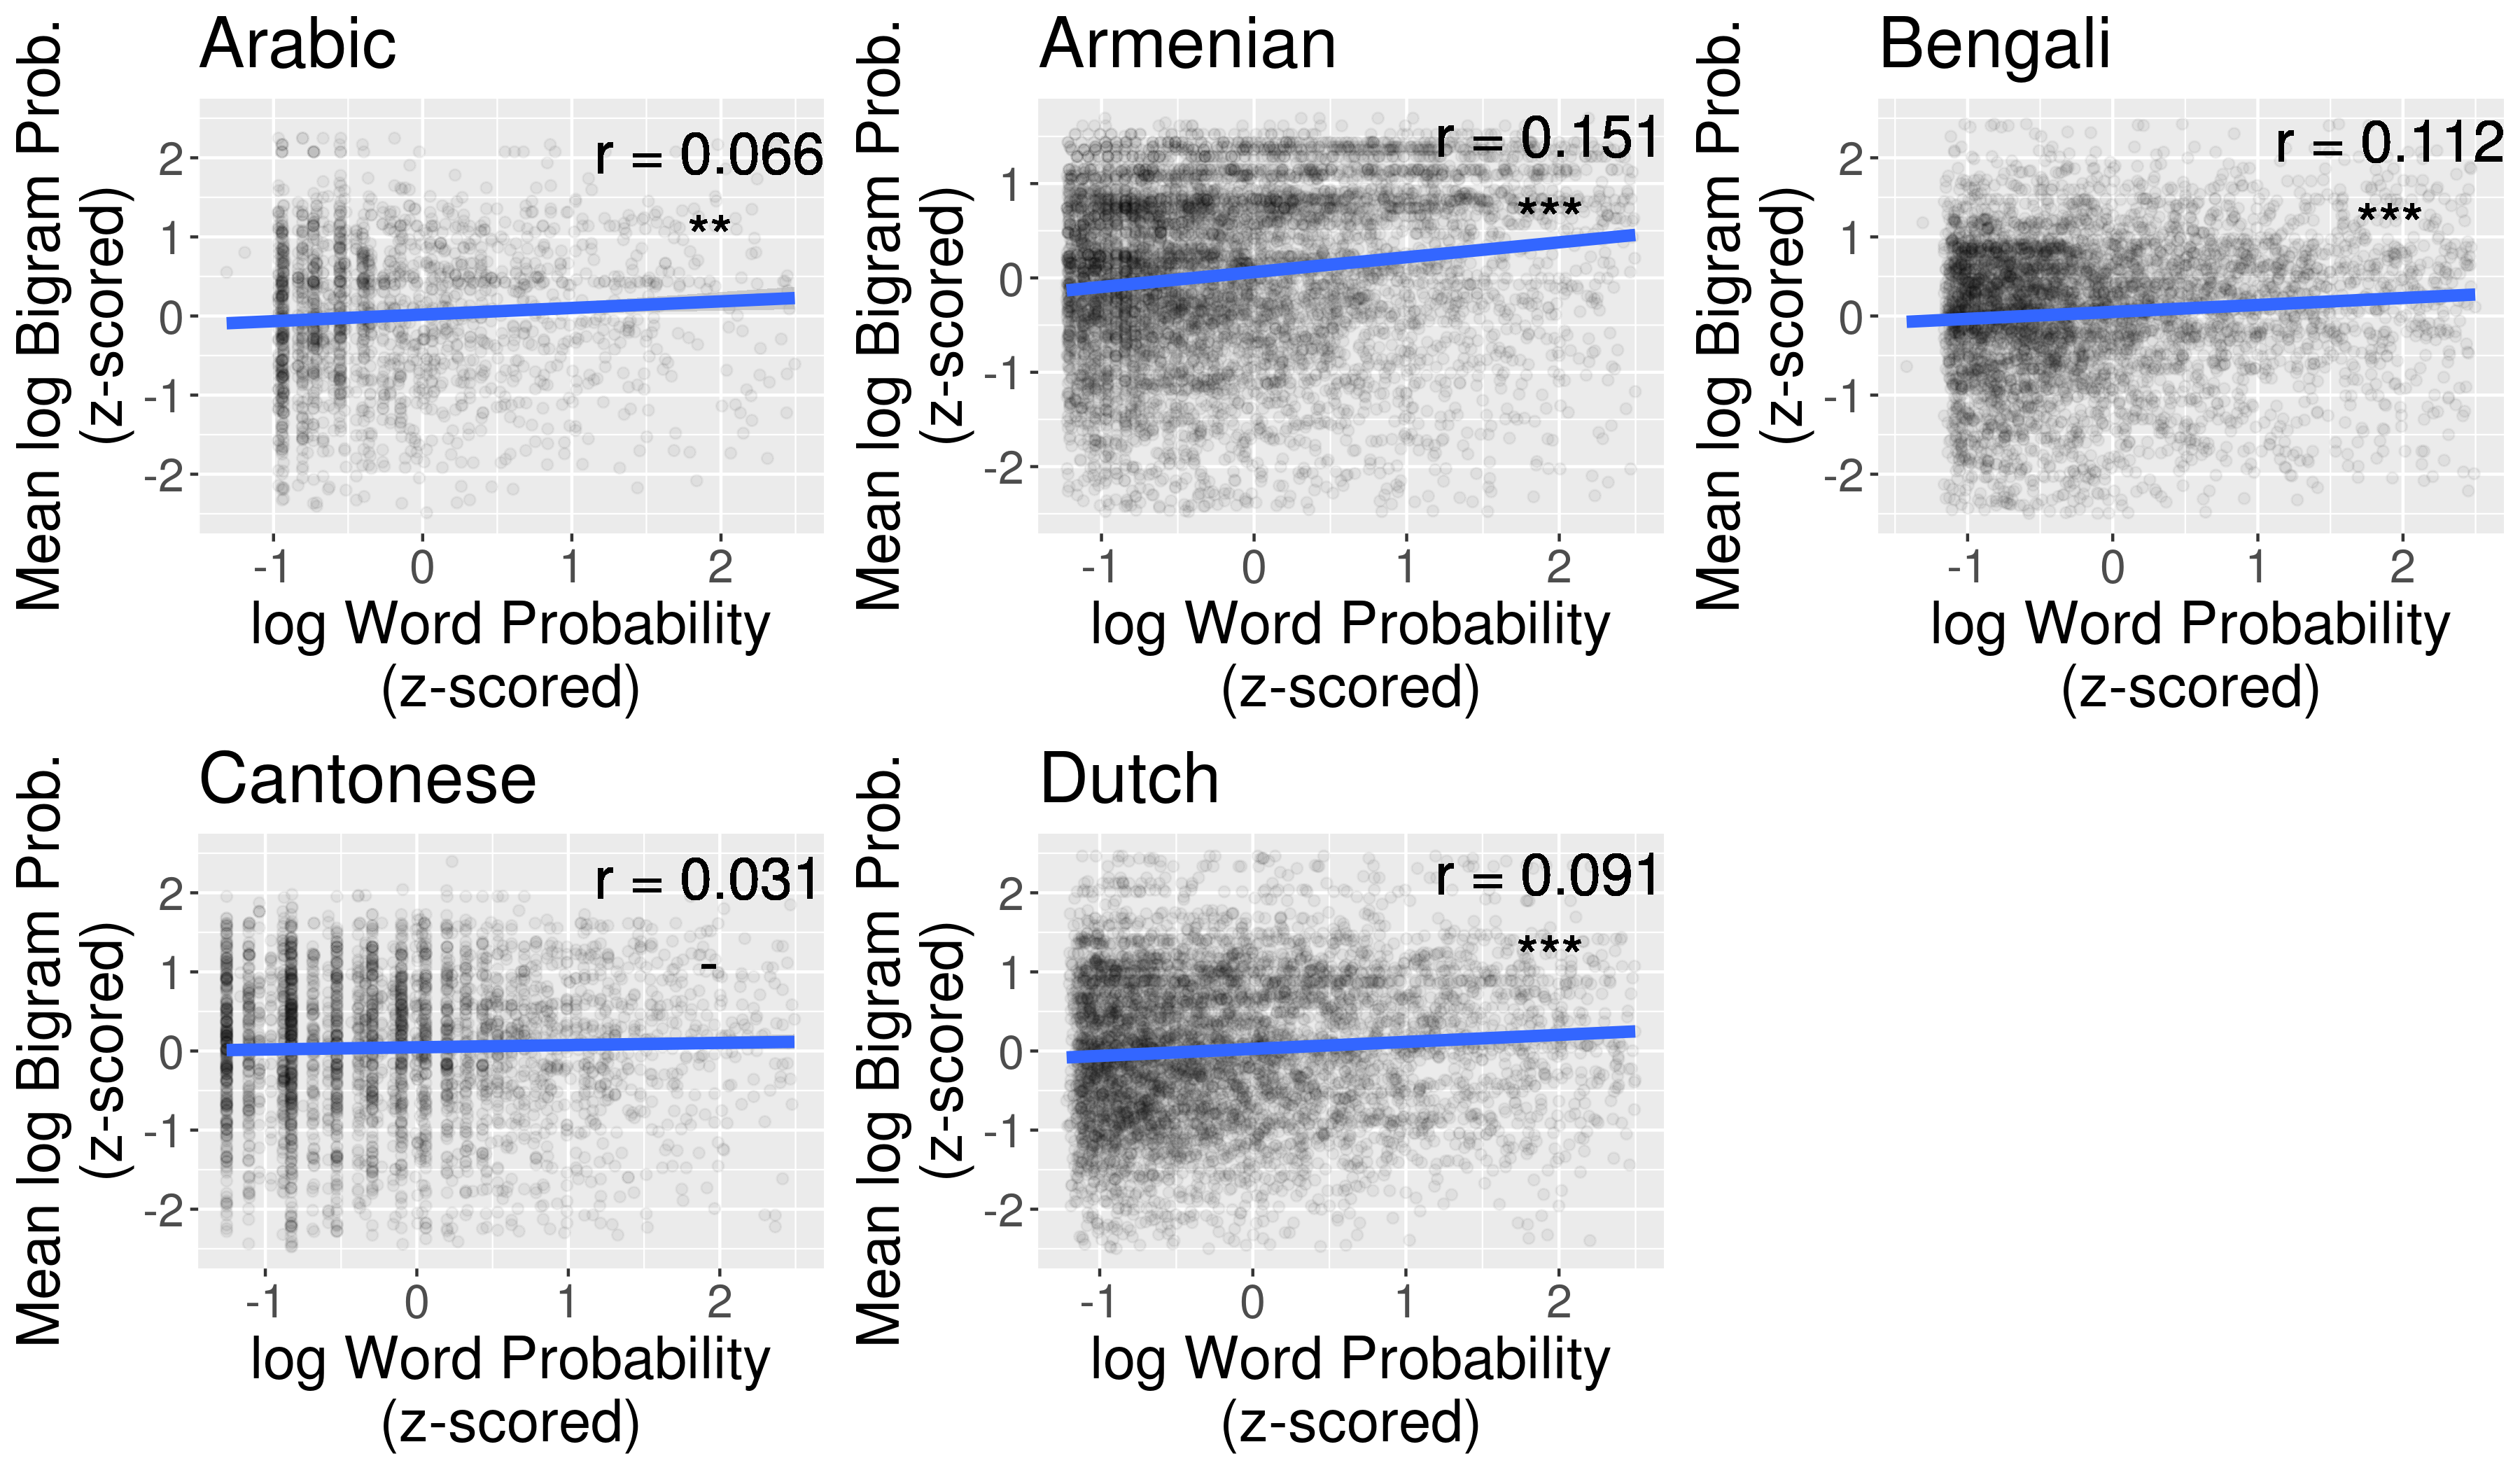 Arabic
Mean log Bigram Prob.
(z-scored)
2
1
0
-1
-2
r = 0.066
**
-1 0 1 2
log Word Probability
(z-scored)
Armenian
Mean log Bigram Prob.
(z-scored)
1
0
-1
-2
r = 0.151
***
-1 0 1 2
log Word Probability
(z-scored)
Bengali
Mean log Bigram Prob.
(z-scored)
2
1
0
-1
-2
r = 0.112
***
-1 0 1 2
log Word Probability
(z-scored)
Cantonese
Mean log Bigram Prob.
(z-scored)
2
1
0
-1
-2
r = 0.031
-
-1 0 1 2
log Word Probability
(z-scored)
Dutch
Mean log Bigram Prob.
(z-scored)
2
1
0
-1
-2
r = 0.091
***
-1 0 1 2
log Word Probability
(z-scored)